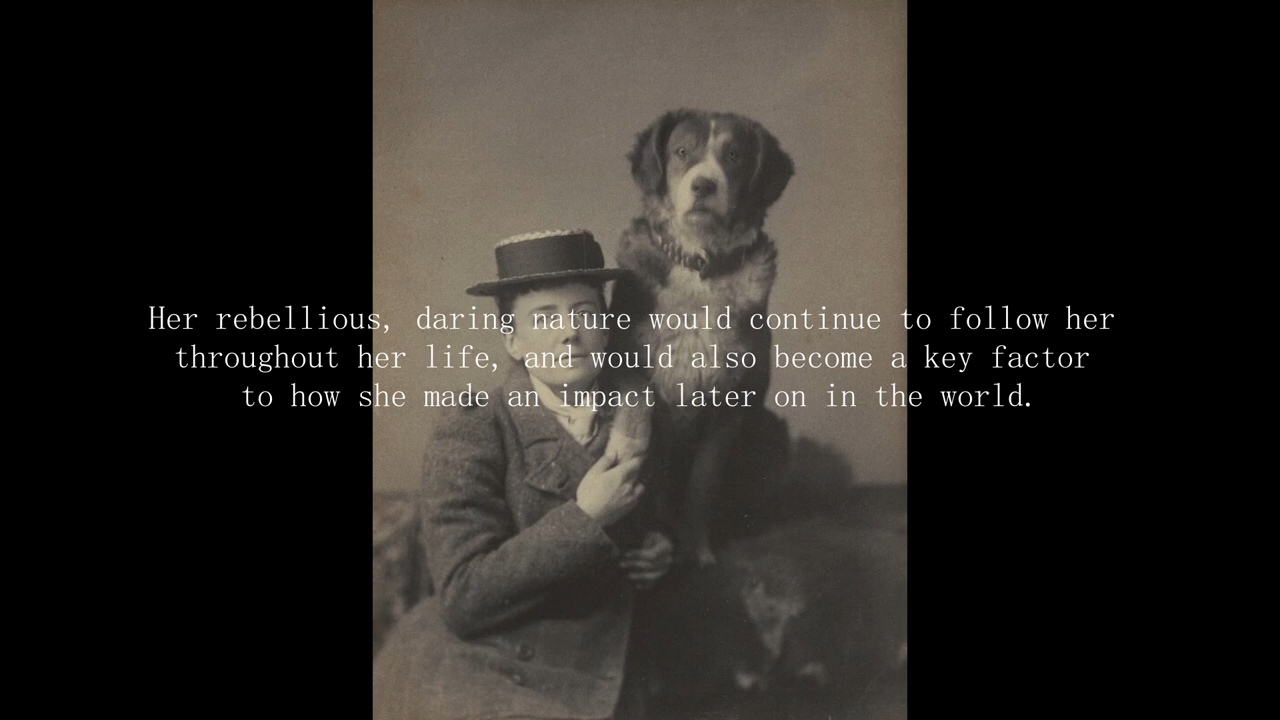 Her rebellious, daring nature would continue to follow her
throughout her life, and would also become a key factor
to how she made an impact later on in the world.